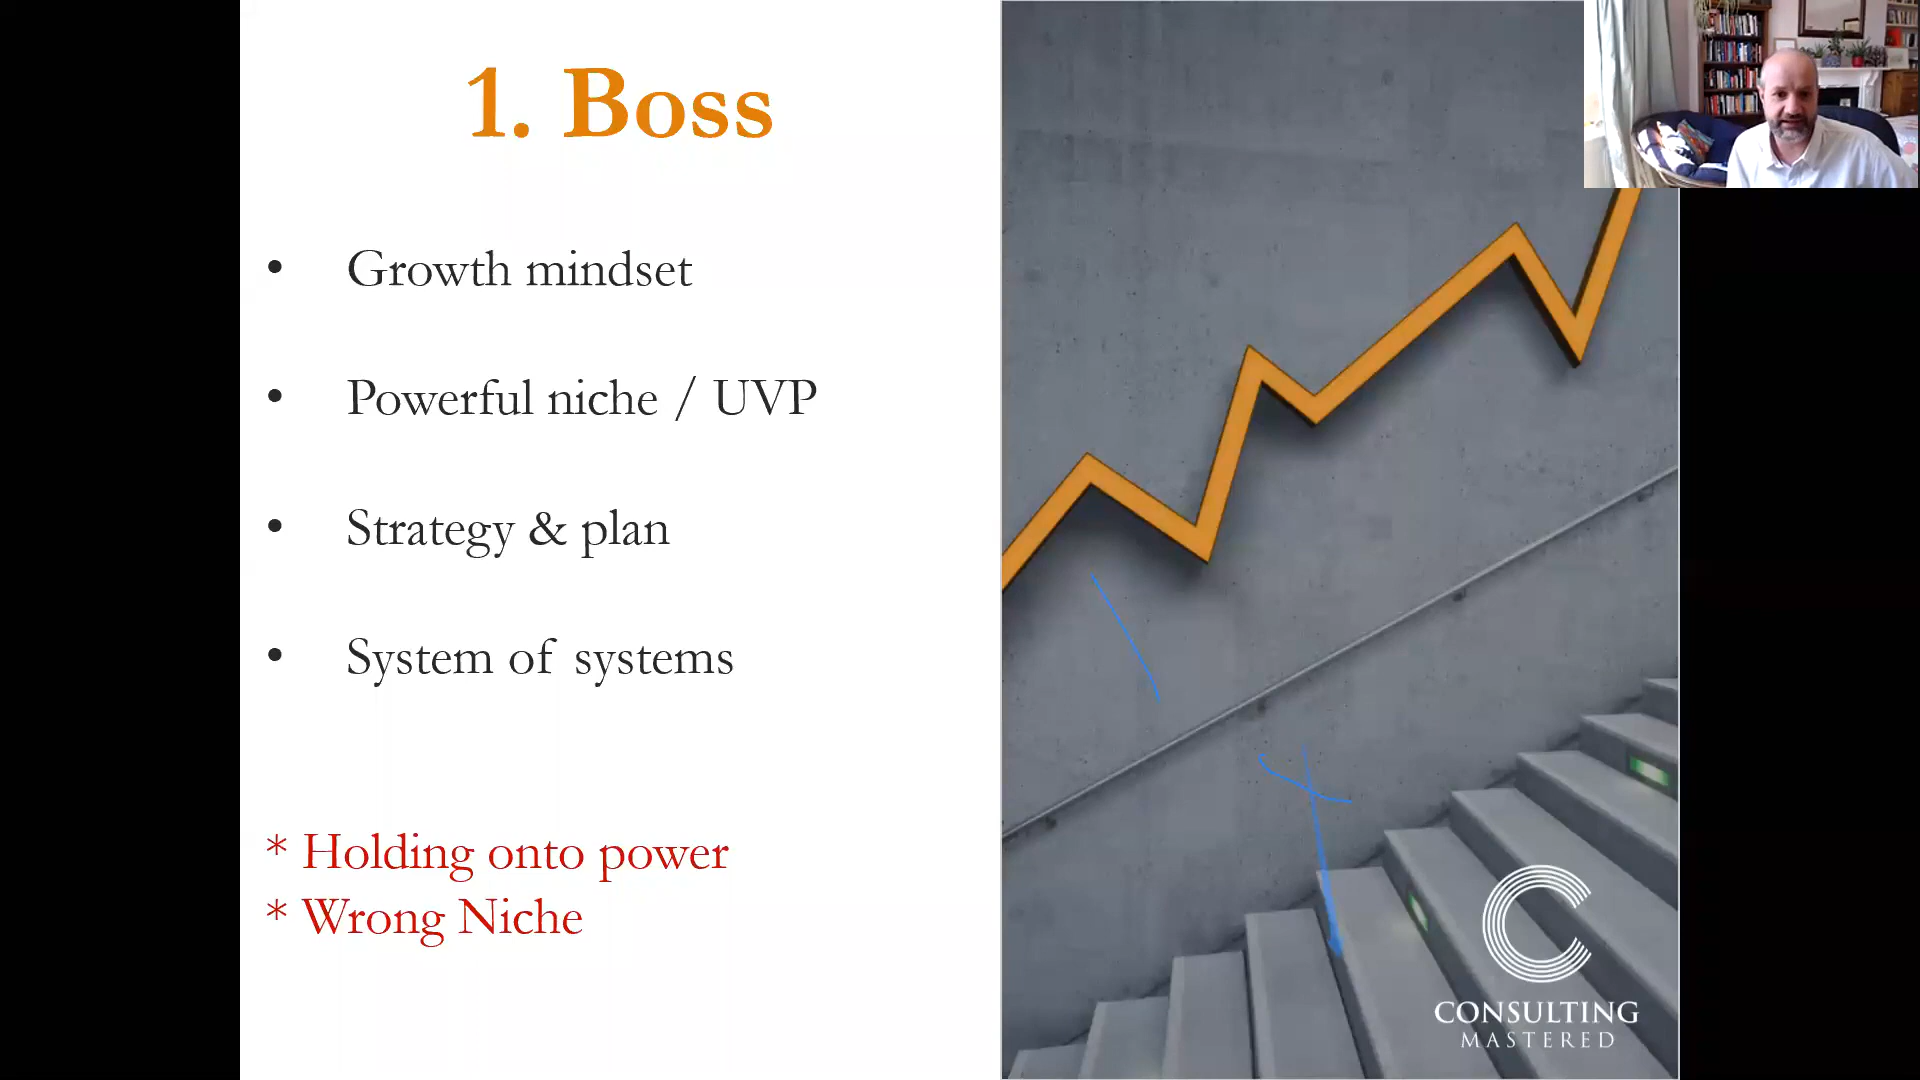 1. Boss
• Growth mindset
• Powerful niche / UVP
• Strategy & plan
• System of systems
* Holding onto power
* Wrong Niche
CONSULTING
MASTERED